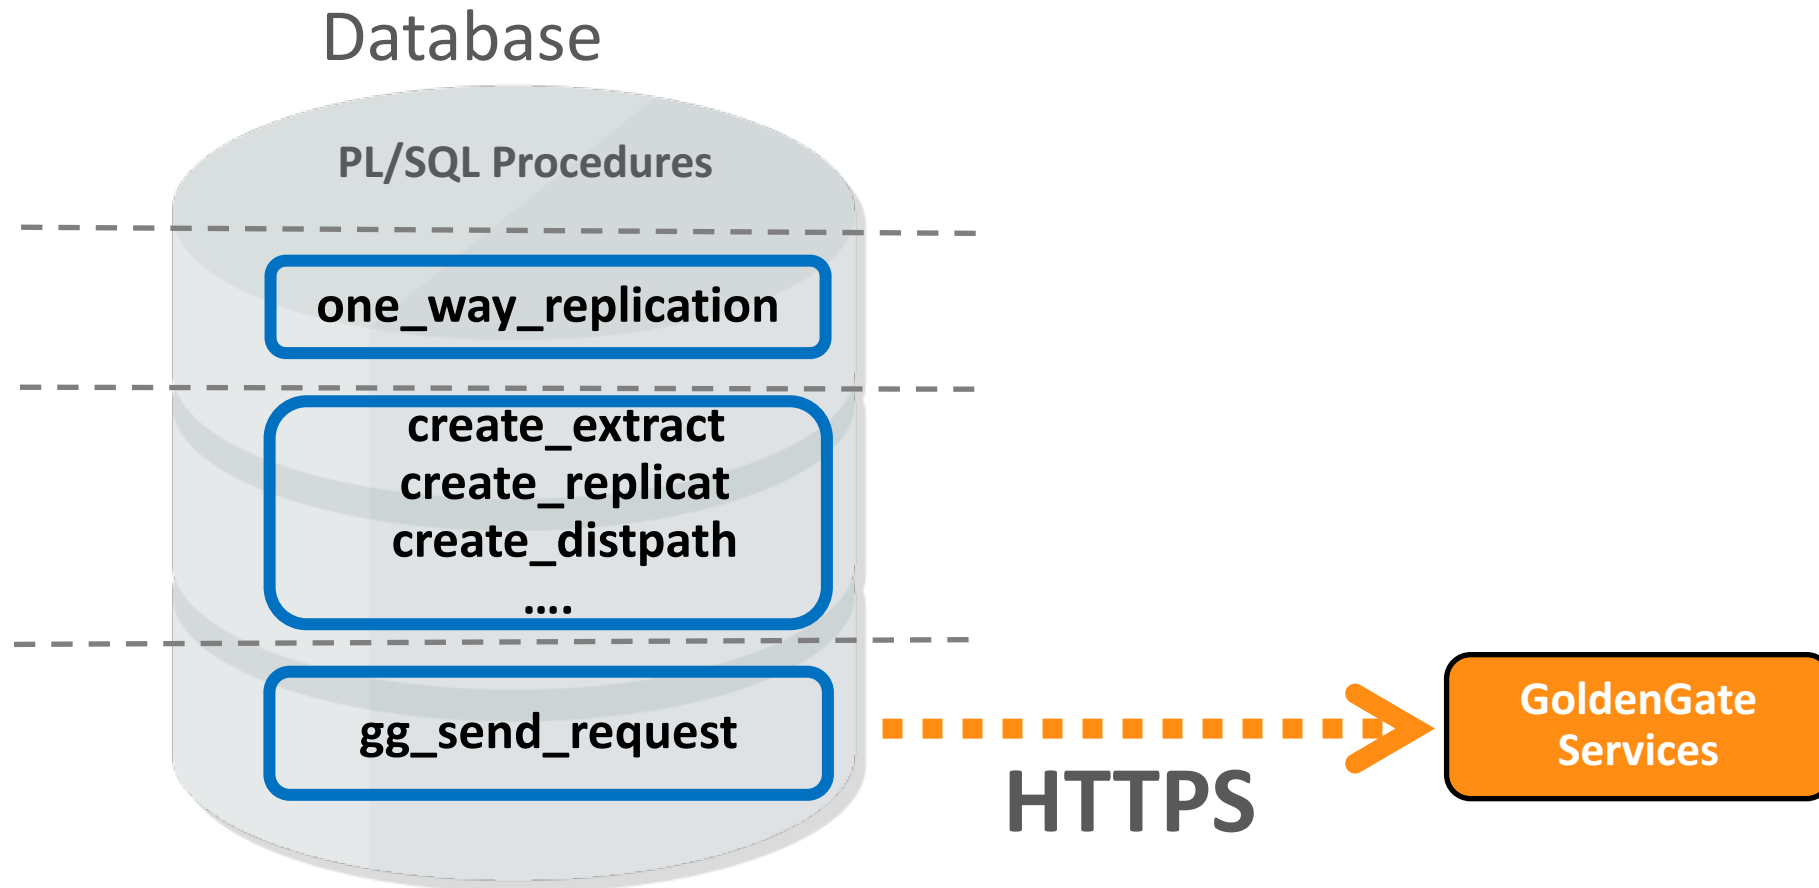 Database
PL/SQL Procedures
one_way_replication
create_extract
create_replicat
create_distpath
....
gg_send_request
HTTPS
GoldenGate
Services